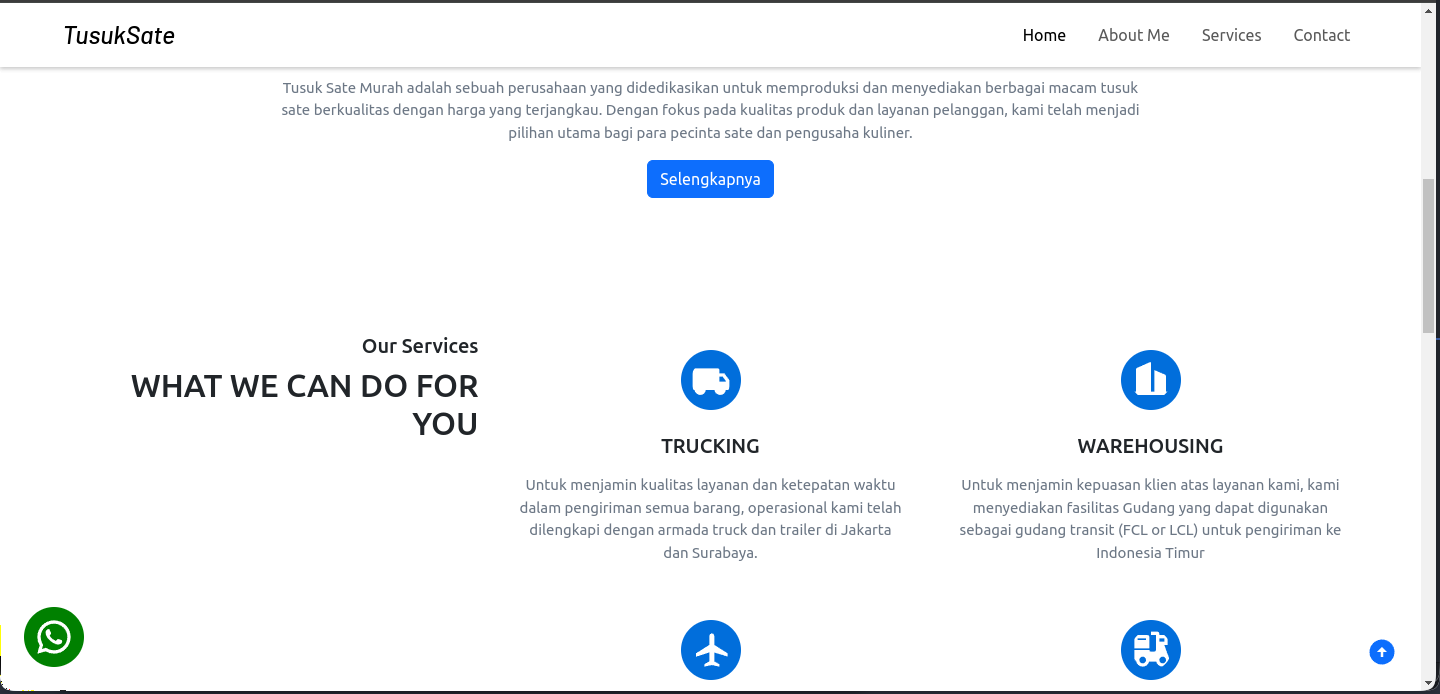 TusukSate
Home About Me Services Contact
Tusuk Sate Murah adalah sebuah perusahaan yang didedikasikan untuk memproduksi dan menyediakan berbagai macam tusuk
sate berkualitas dengan harga yang terjangkau. Dengan fokus pada kualitas produk dan layanan pelanggan, kami telah menjadi
pilihan utama bagi para pecinta sate dan pengusaha kuliner.
Selengkapnya
Our Services
WHAT WE CAN DO FOR
YOU
TRUCKING
Untuk menjamin kualitas layanan dan ketepatan waktu
dalam pengiriman semua barang, operasional kami telah
dilengkapi dengan armada truck dan trailer di Jakarta
dan Surabaya.
WAREHOUSING
Untuk menjamin kepuasan klien atas layanan kami, kami
menyediakan fasilitas Gudang yang dapat digunakan
sebagai gudang transit (FCL or LCL) untuk pengiriman ke
Indonesia Timur